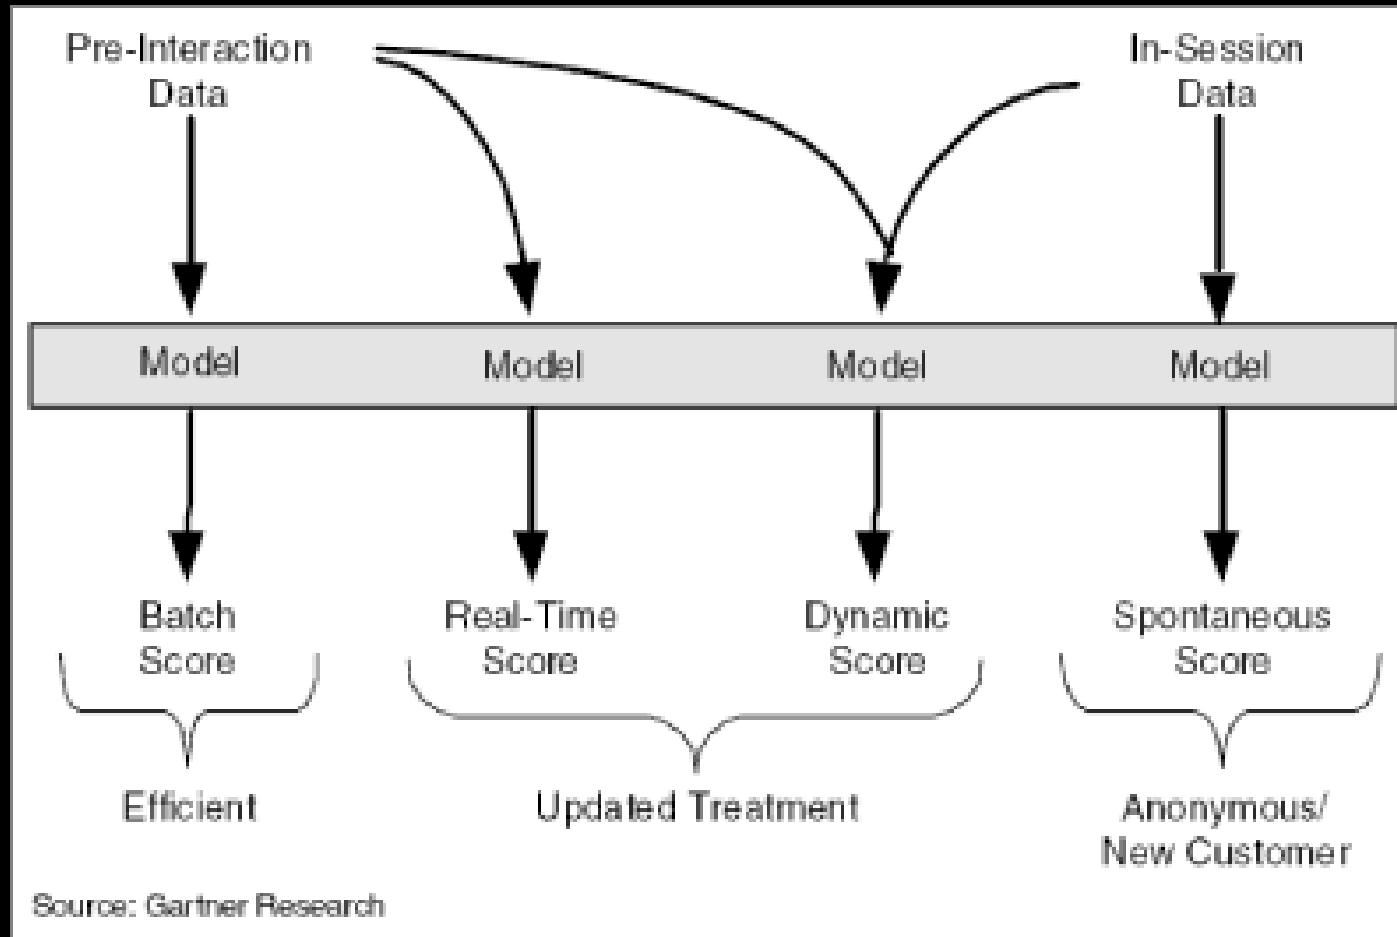 Pre-Interaction
Data
In-Session
Data
Model
Model
Model
Model
Batch
Score
Real-Time
Score
Dynamic
Score
Spontaneous
Score
Efficient
Updated Treatment
Anonymous/
New Customer
Source: Gartner Research